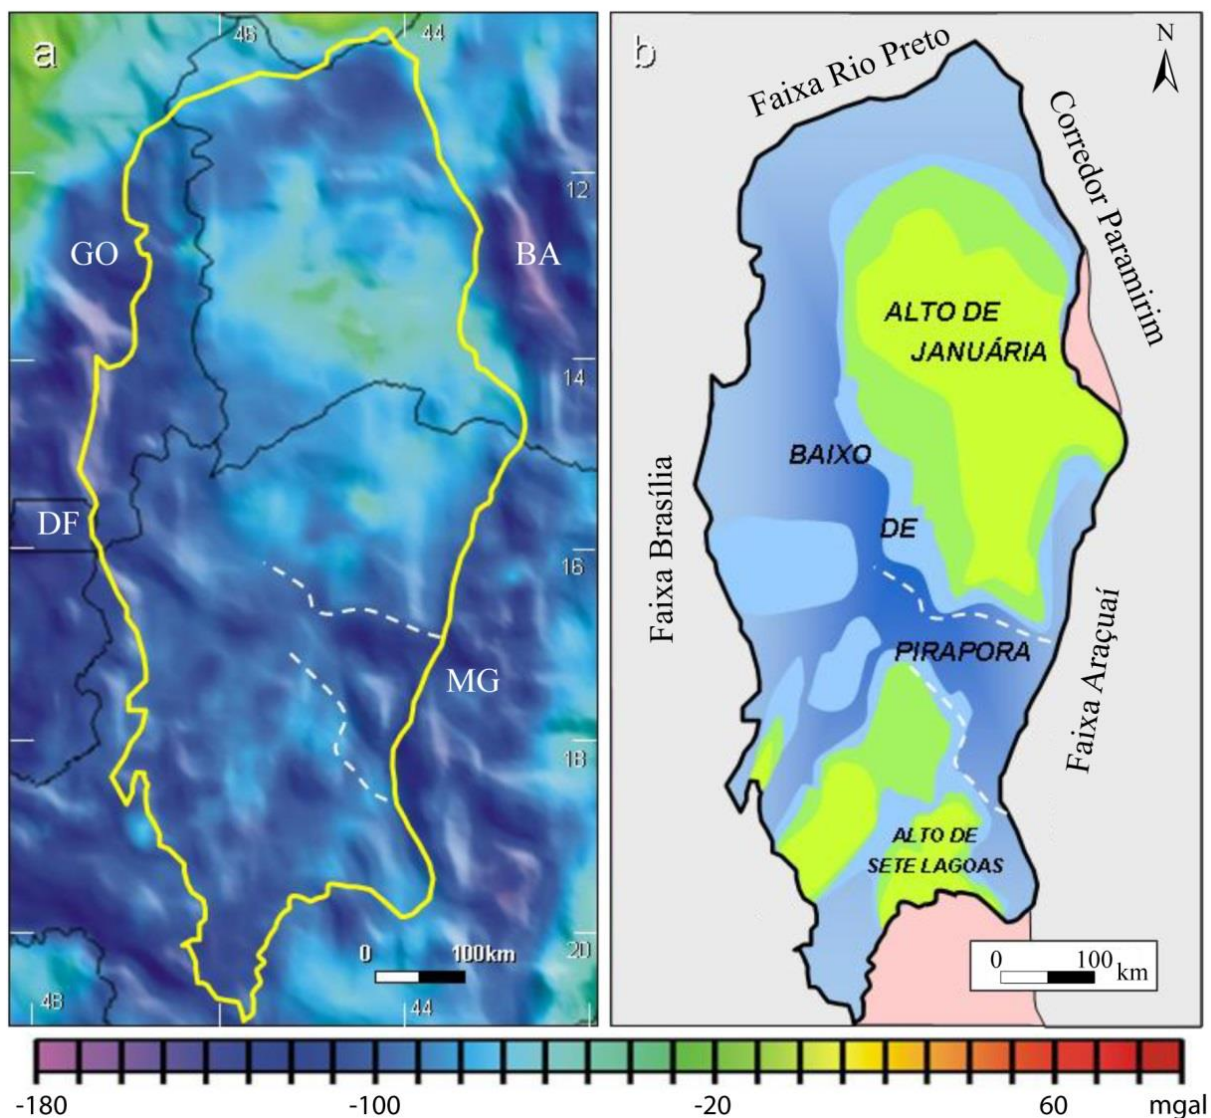 a
46
44
12
GO
BA
14
DF
16
MG
18
20
0
100km
48
44
b
Faixa Rio Preto
N
Corredor Paramirim
ALTO DE
JANUÁRIA
BAIXO
DE
PIRAPORA
Faixa Brasília
Faixa Araçuaí
ALTO DE
SETE LAGOAS
0 100
km
-180 -100 -20 60 mgal